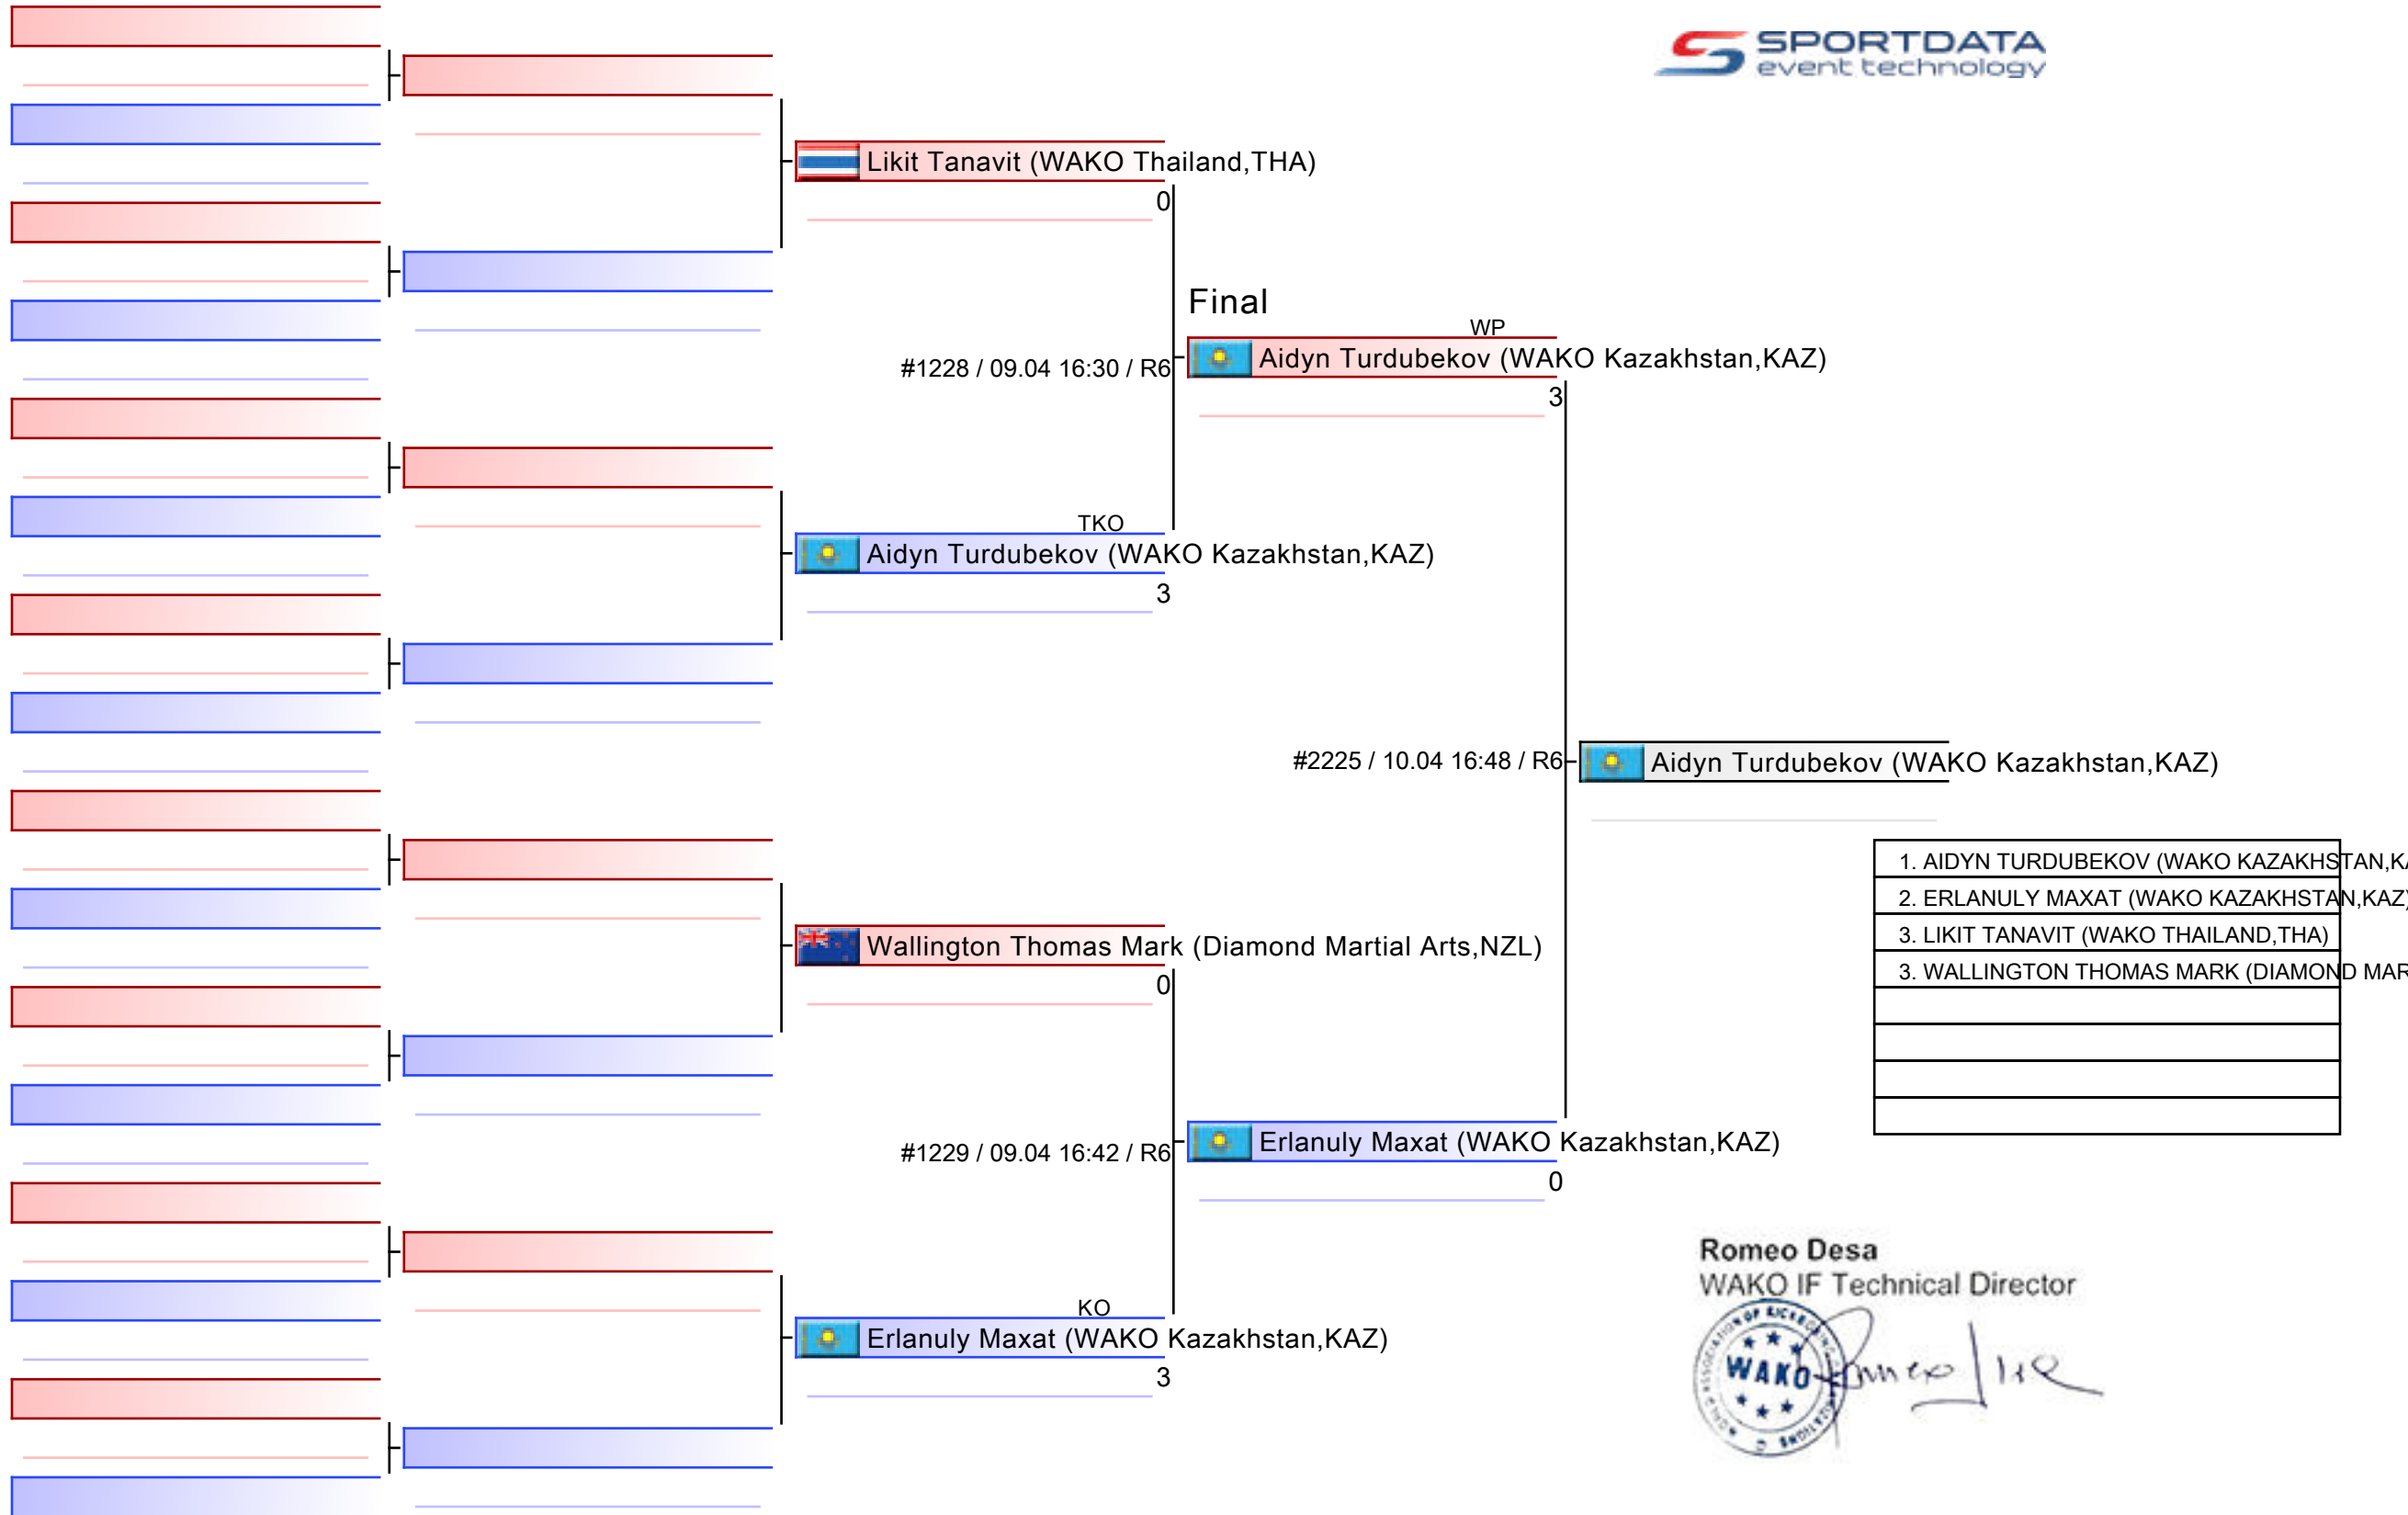 SPORTDATA
event technology
Likit Tanavit (WAKO Thailand,THA)
0
Final
WP
#1228 / 09.04 16:30 / R6
Aidyn Turdubekov (WAKO Kazakhstan,KAZ)
3
TKO
Aidyn Turdubekov (WAKO Kazakhstan,KAZ)
3
#2225 / 10.04 16:48 / R6
Aidyn Turdubekov (WAKO Kazakhstan,KAZ)
1. AIDYN TURDUBEKOV (WAKO KAZAKHSTAN,KA
2. ERLANULY MAXAT (WAKO KAZAKHSTAN,KAZ)
3. LIKIT TANAVIT (WAKO THAILAND,THA)
3. WALLINGTON THOMAS MARK (DIAMOND MAR
Wallington Thomas Mark (Diamond Martial Arts,NZL)
0
#1229 / 09.04 16:42 / R6
Erlanuly Maxat (WAKO Kazakhstan,KAZ)
0
KO
Erlanuly Maxat (WAKO Kazakhstan,KAZ)
3
Romeo Desa
WAKO IF Technical Director
WAKO